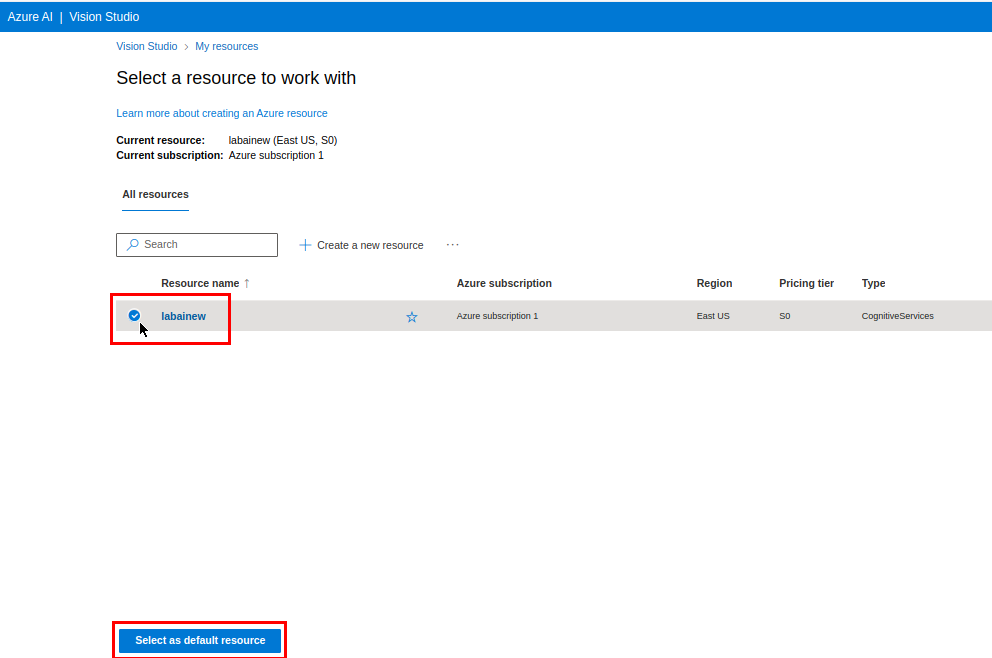 Azure AI | Vision Studio
Vision Studio > My resources
Select a resource to work with
Learn more about creating an Azure resource
Current resource: labainew (East US, S0)
Current subscription: Azure subscription 1
All resources
Search + Create a new resource ···
Resource name ↑ Azure subscription Region Pricing tier Type
labainew Azure subscription 1 East US S0 CognitiveServices
Select as default resource